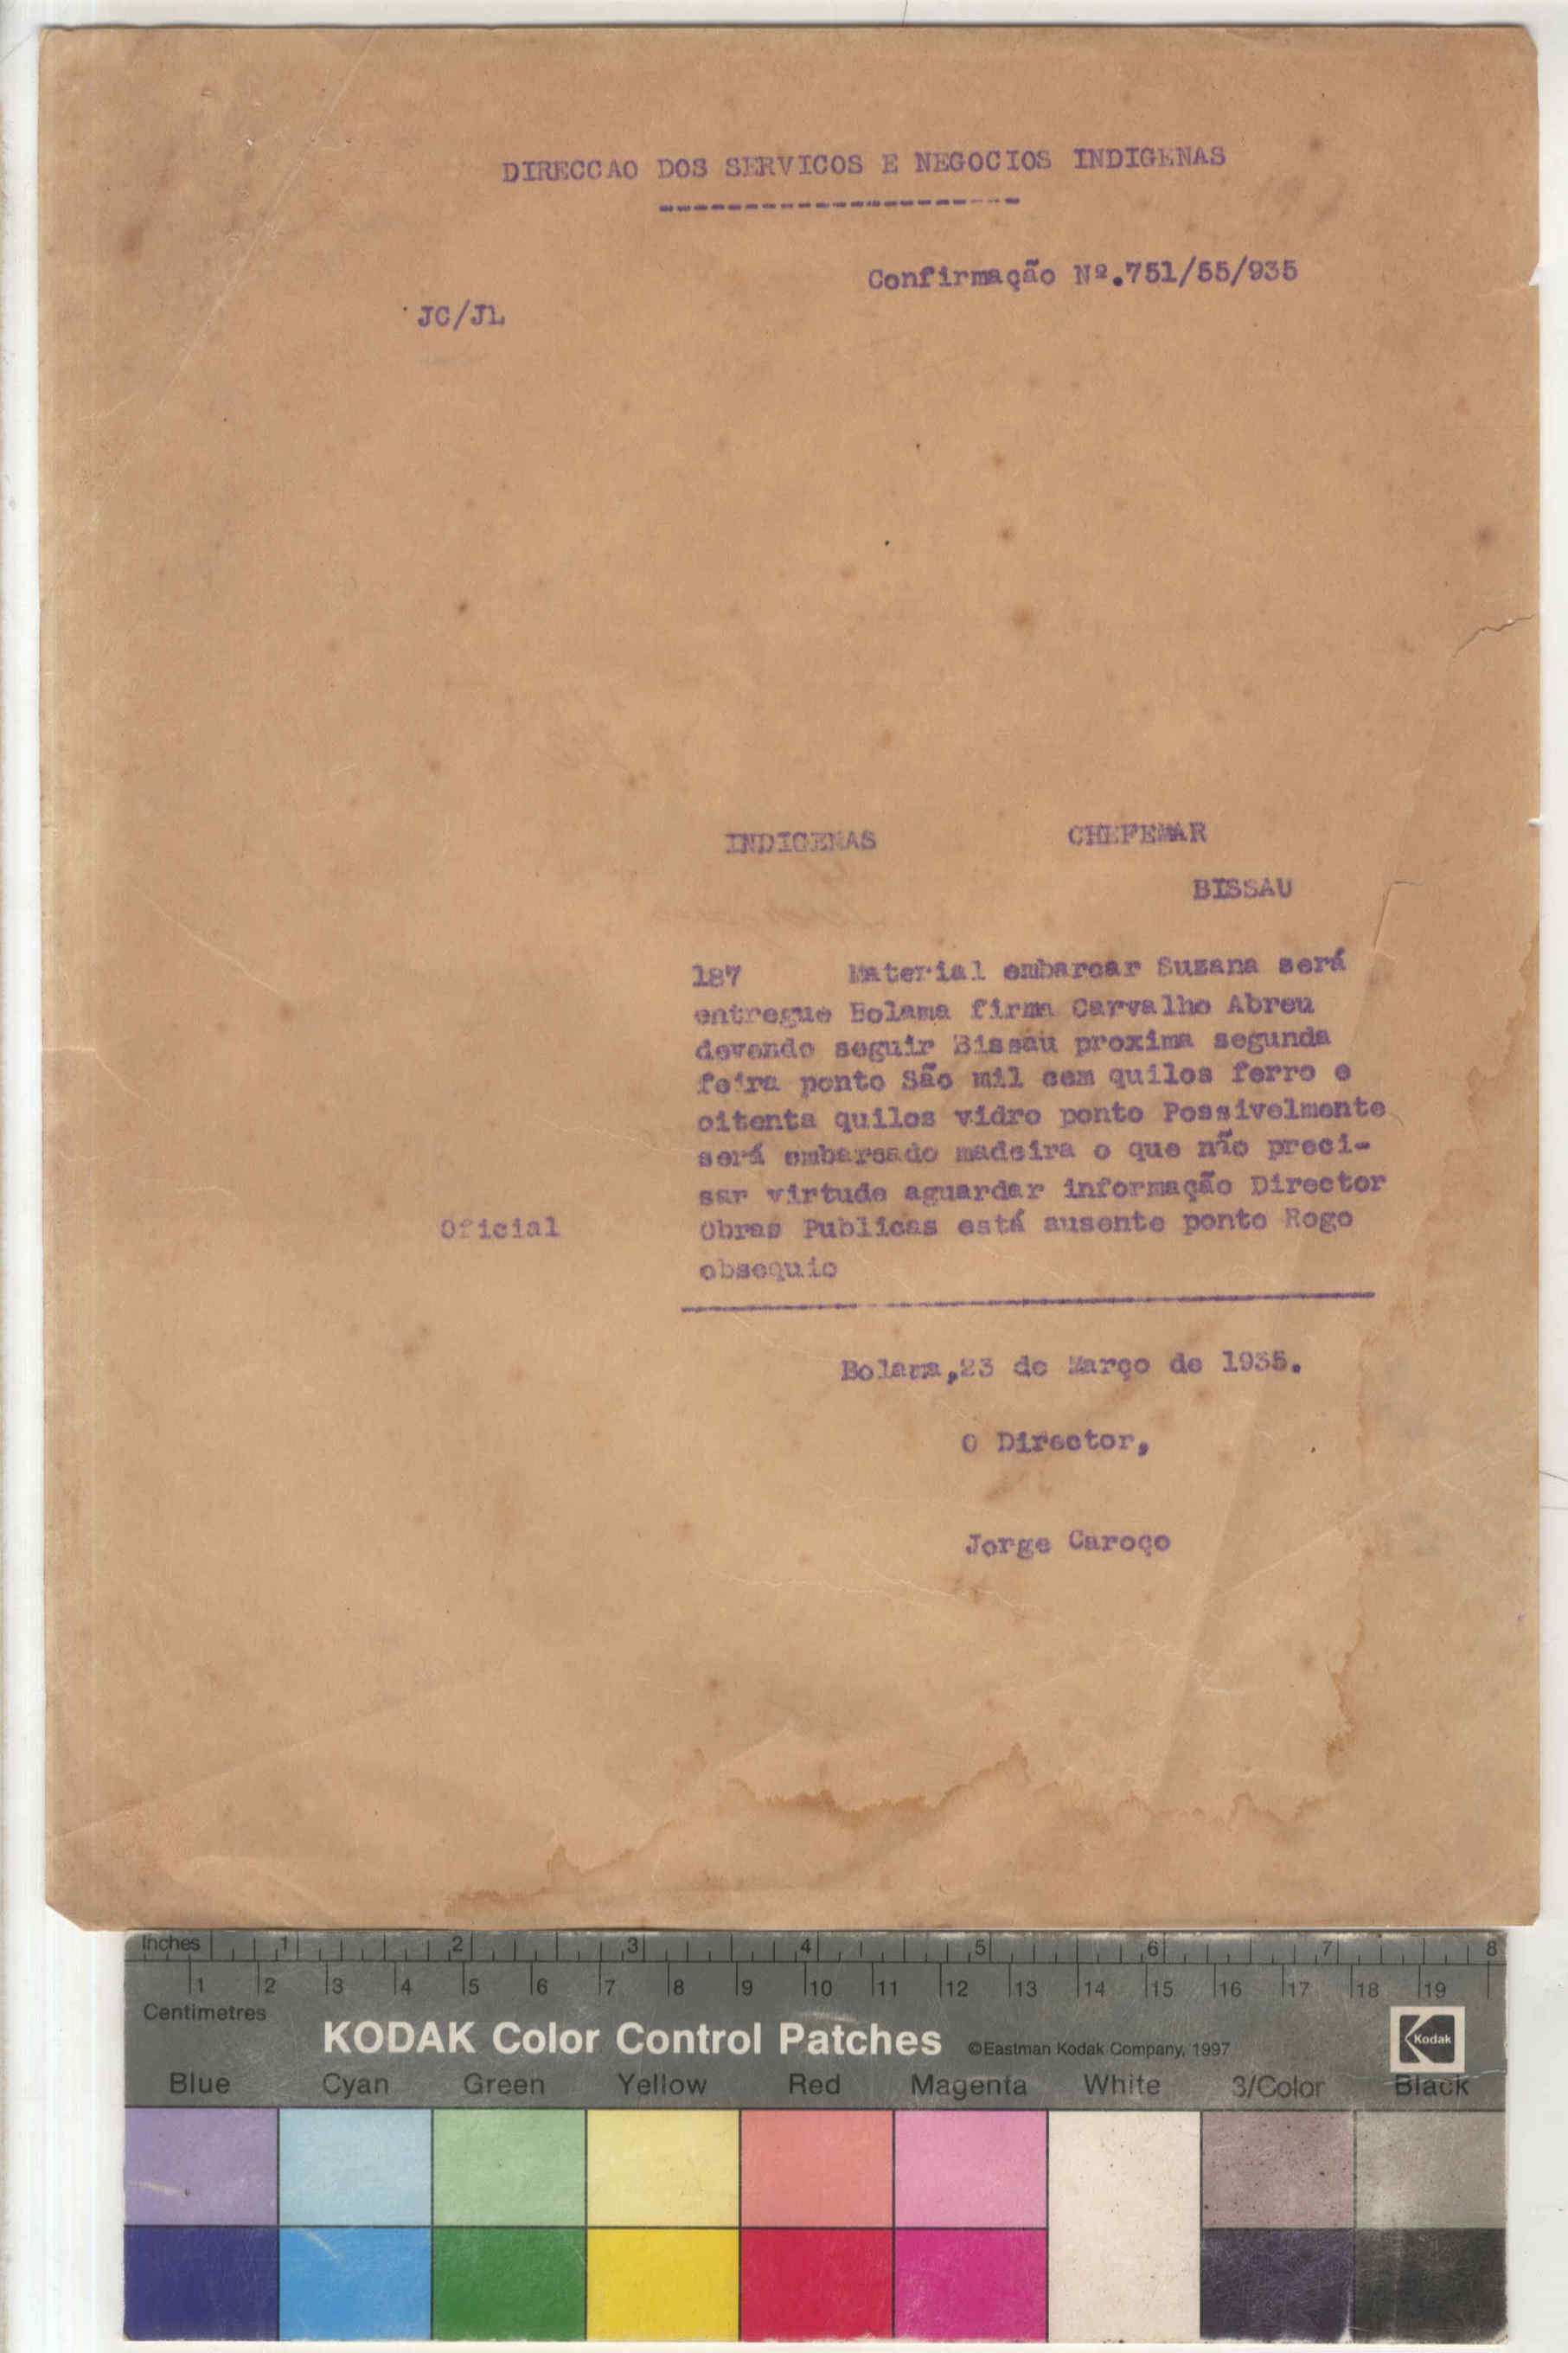 DIRECCAO DOS SERVICOS E NEGOCIOS INDIGENAS
Confirmação Nº.751/55/935
JC/JL
INDIGENAS CHEFEMAR
BISSAU
187 Material embarcar Suzana será
entregue Bolama firma Carvalho Abreu
devendo seguir Bissau proxima segunda
feira ponto São mil cem quilos ferro e
oitenta quilos vidro ponto Possivelmente
será embarcado madeira o que não preci-
sar virtude aguardar informação Director
Oficial Obras Publicas está ausente ponto Rogo
obsequio
Bolama,23 de Março de 1935.
O Director,
Jorge Caroço
Inches 1 2 3 4 5 6 7 8
1 2 3 4 5 6 7 8 9 10 11 12 13 14 15 16 17 18 19
Centimetres
KODAK Color Control Patches ©Eastman Kodak Company, 1997 Kodak
Blue Cyan Green Yellow Red Magenta White 3/Color Black